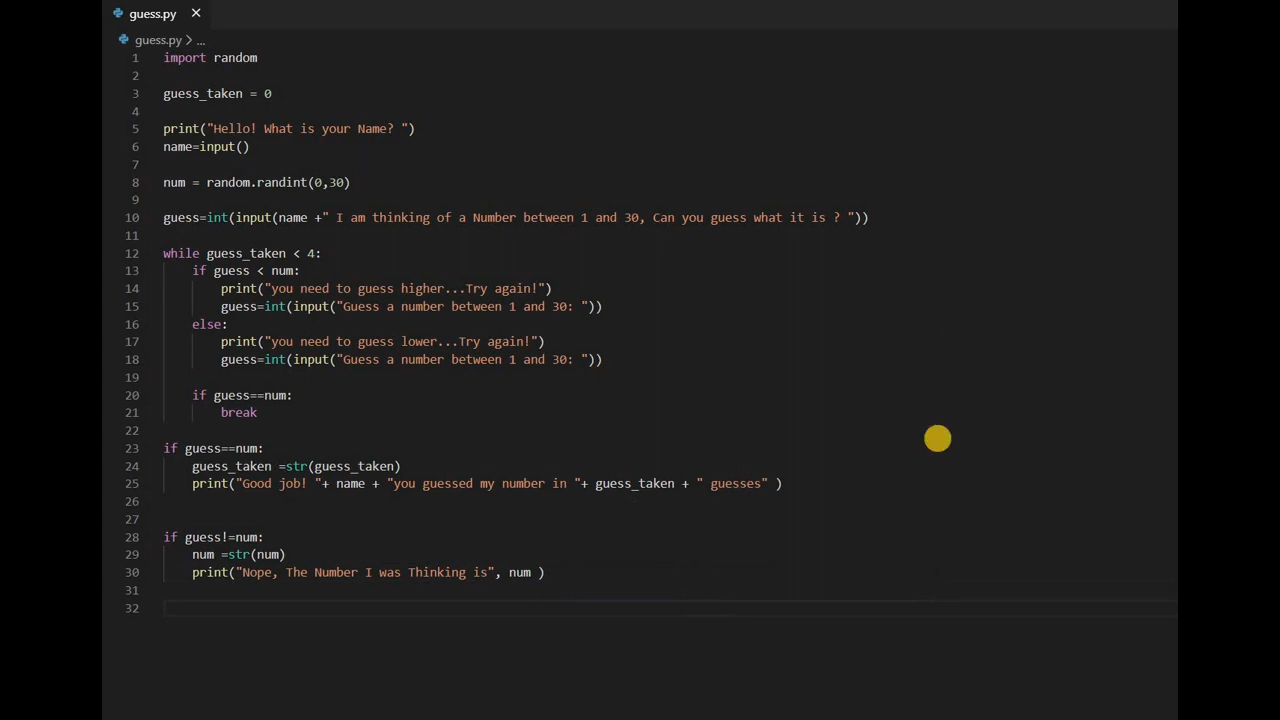 guess.py
guess.py > ...
1 import random
2
3 guess_taken = 0
4
5 print("Hello! What is your Name? ")
6 name=input()
7
8 num = random.randint(0,30)
9
10 guess=int(input(name +" I am thinking of a Number between 1 and 30, Can you guess what it is ? "))
11
12 while guess_taken < 4:
13     if guess < num:
14         print("you need to guess higher...Try again!")
15         guess=int(input("Guess a number between 1 and 30: "))
16     else:
17         print("you need to guess lower...Try again!")
18         guess=int(input("Guess a number between 1 and 30: "))
19
20     if guess==num:
21         break
22
23 if guess==num:
24     guess_taken =str(guess_taken)
25     print("Good job! "+ name + "you guessed my number in "+ guess_taken + " guesses" )
26
27
28 if guess!=num:
29     num =str(num)
30     print("Nope, The Number I was Thinking is", num )
31
32